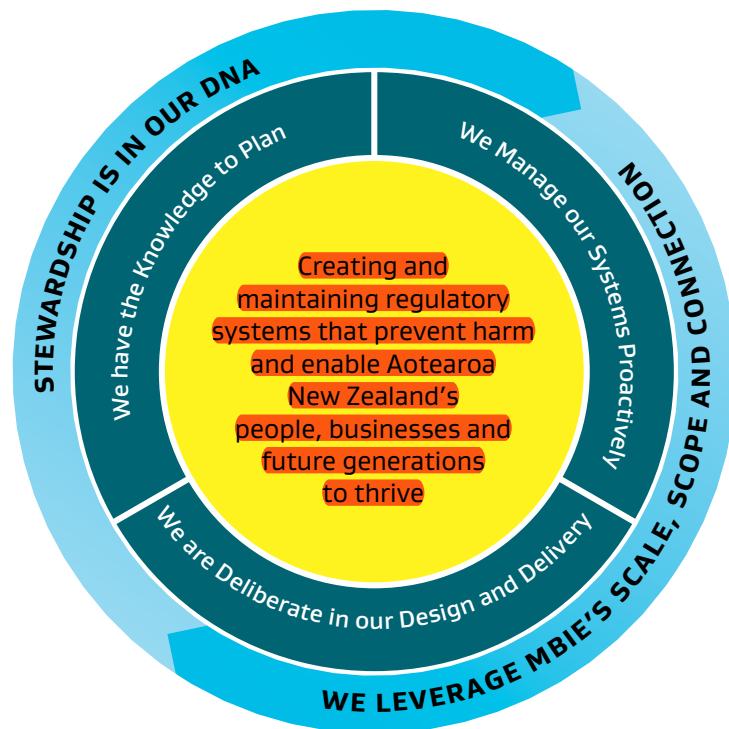 STEWARDSHIP IS IN OUR DNA
WE LEVERAGE MBIE’S SCALE, SCOPE AND CONNECTION
We have the Knowledge to Plan
We Manage our Systems Proactively
We are Deliberate in our Design and Delivery
Creating and
maintaining regulatory
systems that prevent harm
and enable Aotearoa
New Zealand’s
people, businesses and
future generations
to thrive